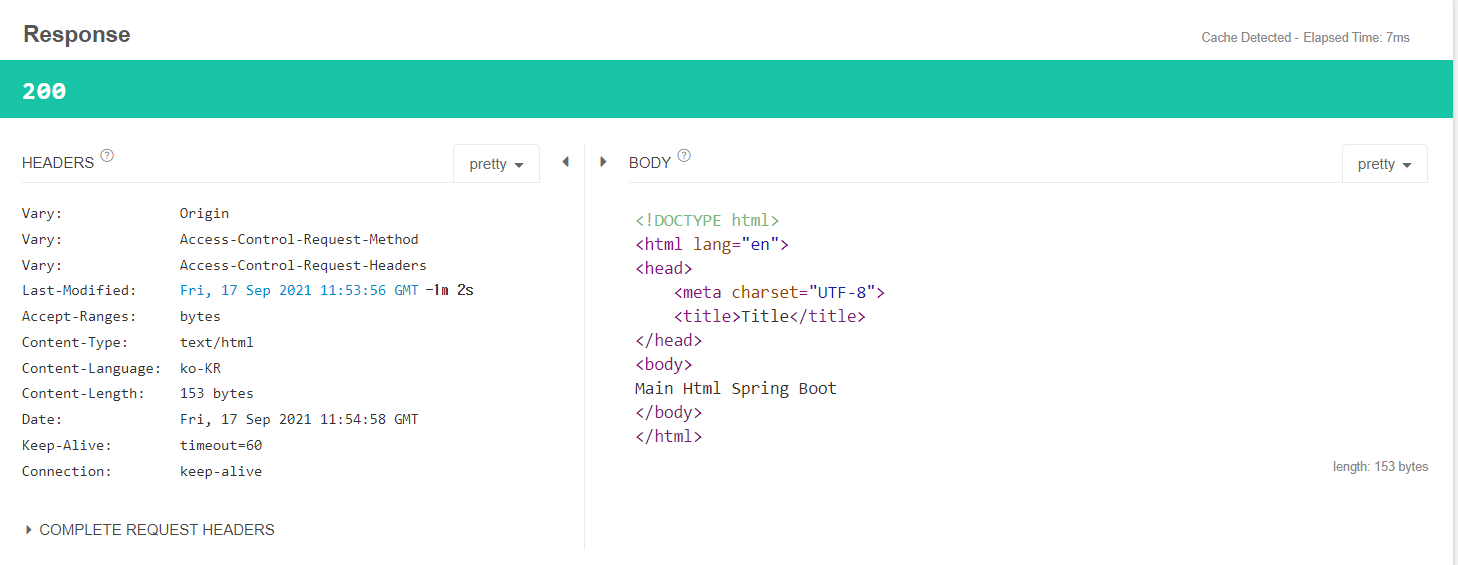 Response
Cache Detected - Elapsed Time: 7ms
200
HEADERS ?
pretty
BODY ?
pretty
Vary: Origin
Vary: Access-Control-Request-Method
Vary: Access-Control-Request-Headers
Last-Modified: Fri, 17 Sep 2021 11:53:56 GMT -1m 2s
Accept-Ranges: bytes
Content-Type: text/html
Content-Language: ko-KR
Content-Length: 153 bytes
Date: Fri, 17 Sep 2021 11:54:58 GMT
Keep-Alive: timeout=60
Connection: keep-alive
COMPLETE REQUEST HEADERS
<!DOCTYPE html>
<html lang="en">
<head>
    <meta charset="UTF-8">
    <title>Title</title>
</head>
<body>
Main Html Spring Boot
</body>
</html>
length: 153 bytes